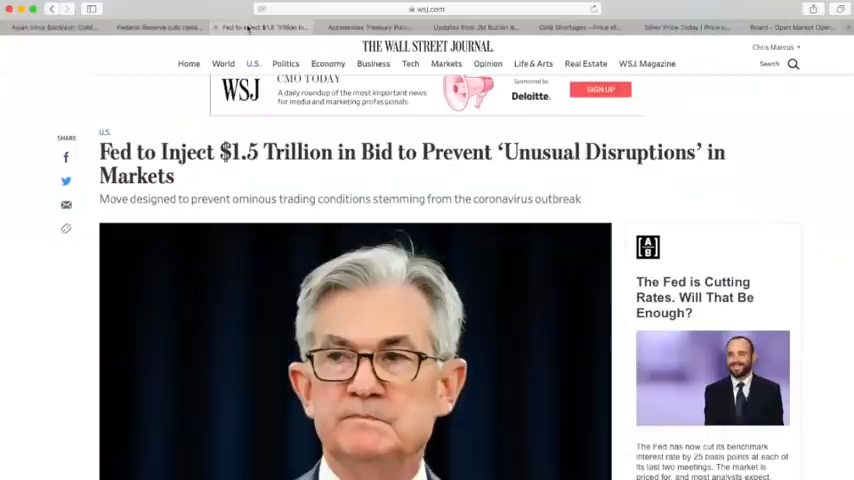 wsj.com
Asian Virus Backlash: Coti...
Federal Reserve cuts rates...
Fed to Inject $1.5 Trillion in...
Accelerates Treasury Purc...
Updates from JM Bullion &...
Gold Shortages—Price of...
Silver Price Today | Price o...
Board - Open Market Oper...
THE WALL STREET JOURNAL.
Chris Marcus
Home World U.S. Politics Economy Business Tech Markets Opinion Life & Arts Real Estate WSJ. Magazine
Search
WSJ
CMO TODAY
A daily roundup of the most important news
for media and marketing professionals.
Sponsored by
Deloitte.
SIGN UP
SHARE
U.S.
Fed to Inject $1.5 Trillion in Bid to Prevent ‘Unusual Disruptions’ in
Markets
Move designed to prevent ominous trading conditions stemming from the coronavirus outbreak
[A/B]
The Fed is Cutting
Rates. Will That Be
Enough?
The Fed has now cut its benchmark
interest rate by 25 basis points at each of
its last two meetings. The market is
priced for, and most analysts expect,